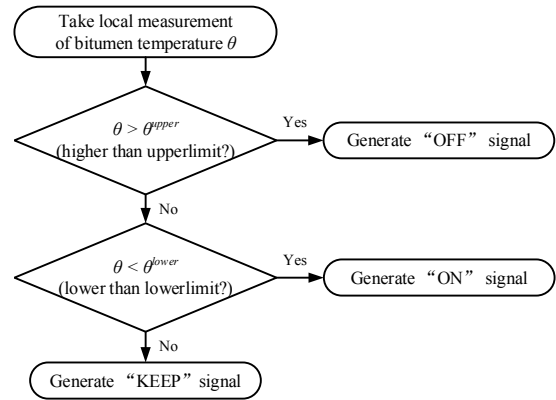 Take local measurement
of bitumen temperature θ
θ > θ^upper
(higher than upperlimit?)
Yes
Generate “OFF” signal
No
θ < θ^lower
(lower than lowerlimit?)
Yes
Generate “ON” signal
No
Generate “KEEP” signal